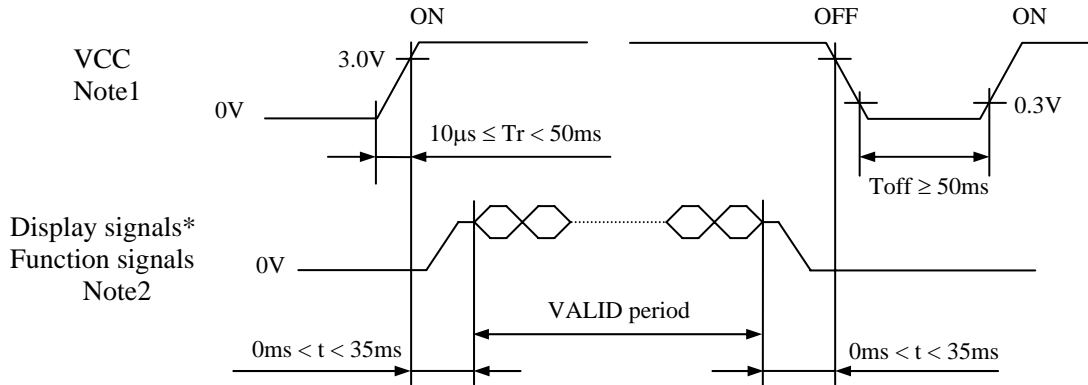 ON OFF ON
VCC
Note1
3.0V
0V
0.3V
10μs ≤ Tr < 50ms
Toff ≥ 50ms
Display signals*
Function signals
Note2
0V
VALID period
0ms < t < 35ms
0ms < t < 35ms